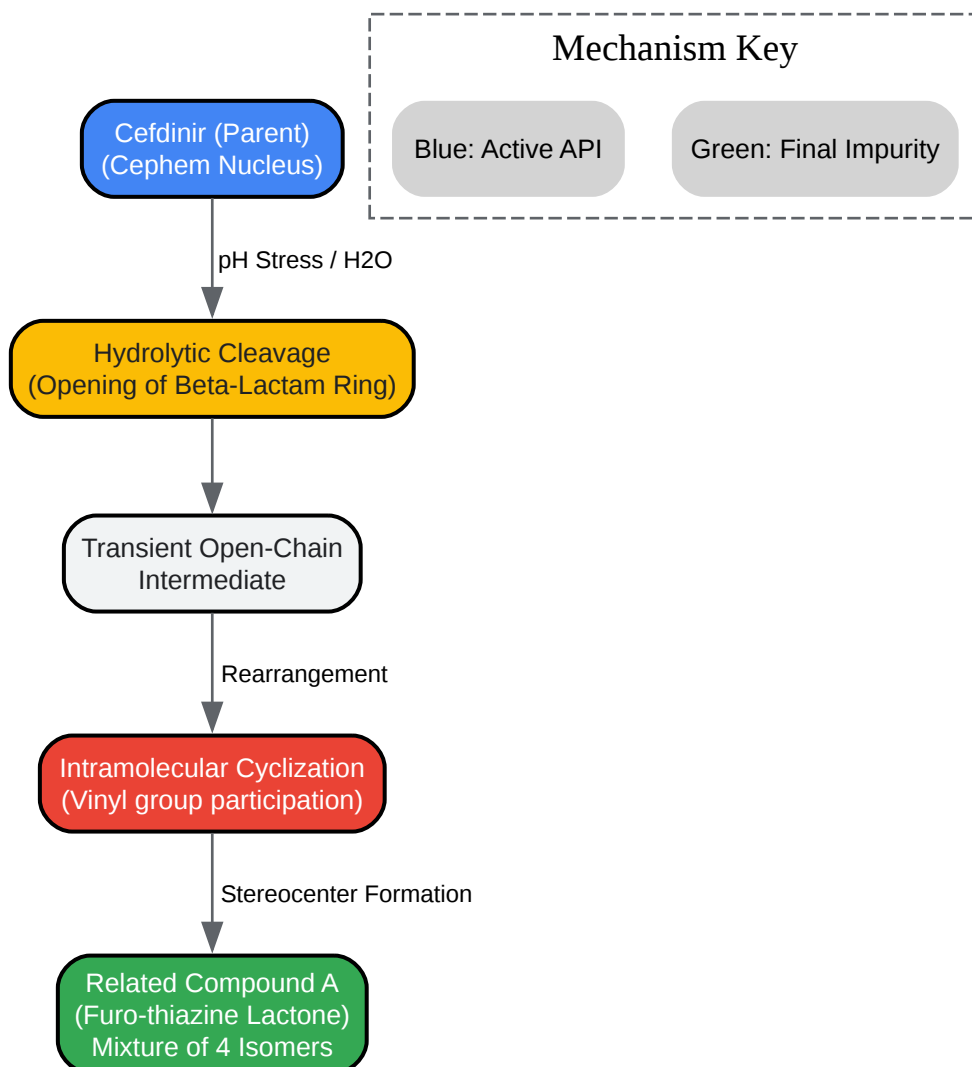 Mechanism Key
Blue: Active API
Green: Final Impurity
Cefdinir (Parent)
(Cephem Nucleus)
pH Stress / H2O
Hydrolytic Cleavage
(Opening of Beta-Lactam Ring)
Transient Open-Chain
Intermediate
Rearrangement
Intramolecular Cyclization
(Vinyl group participation)
Stereocenter Formation
Related Compound A
(Furo-thiazine Lactone)
Mixture of 4 Isomers